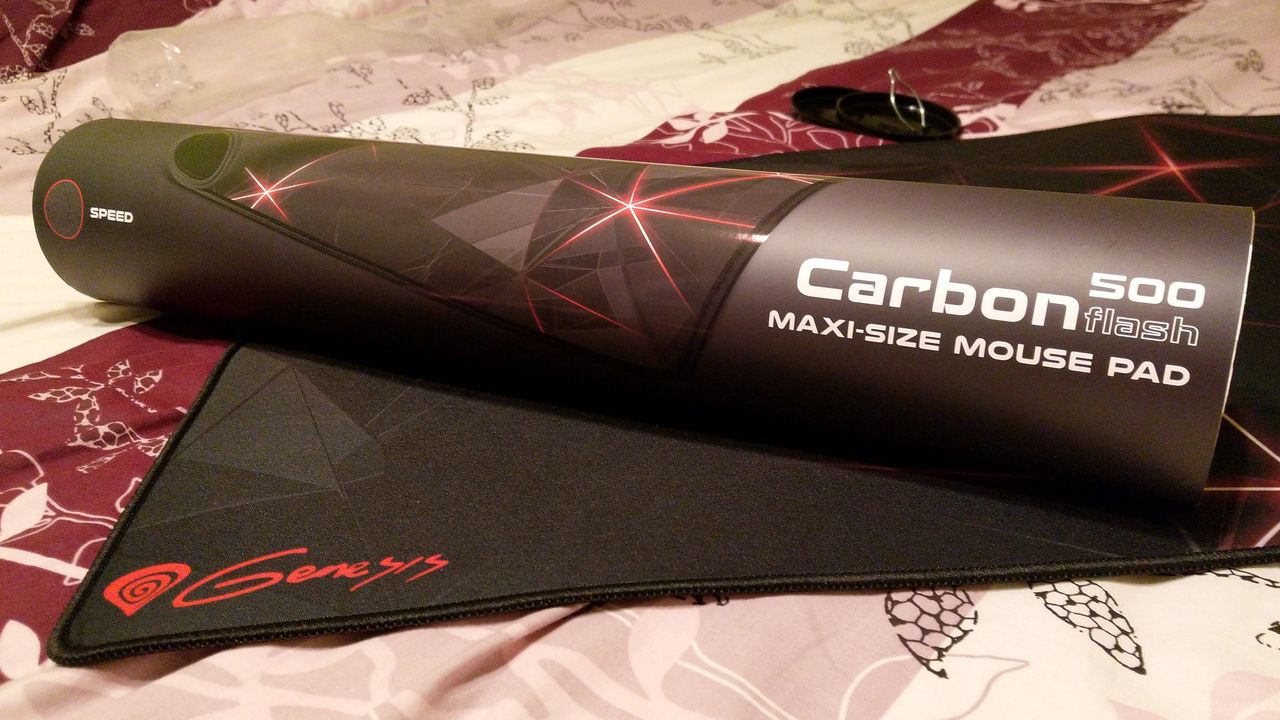 SPEED
Carbon 500
flash
MAXI-SIZE MOUSE PAD
Genesis